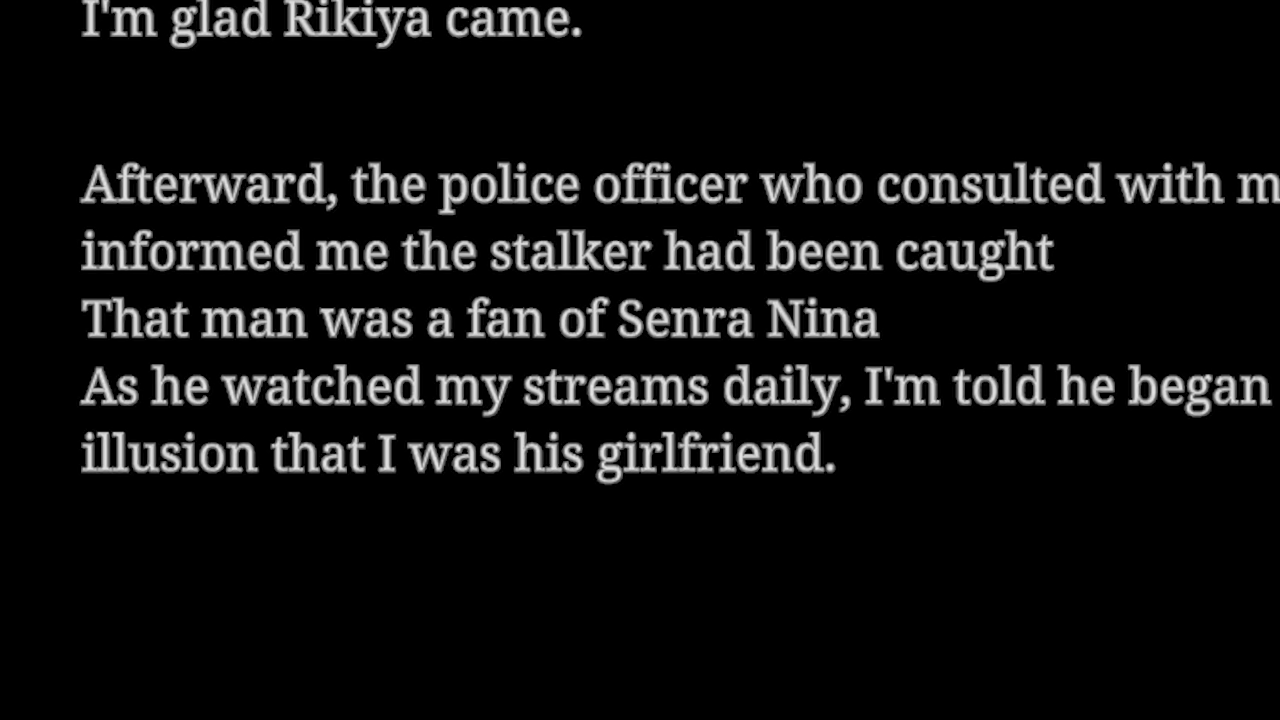 I'm glad Rikiya came.
Afterward, the police officer who consulted with
informed me the stalker had been caught
That man was a fan of Senra Nina
As he watched my streams daily, I'm told he began
illusion that I was his girlfriend.